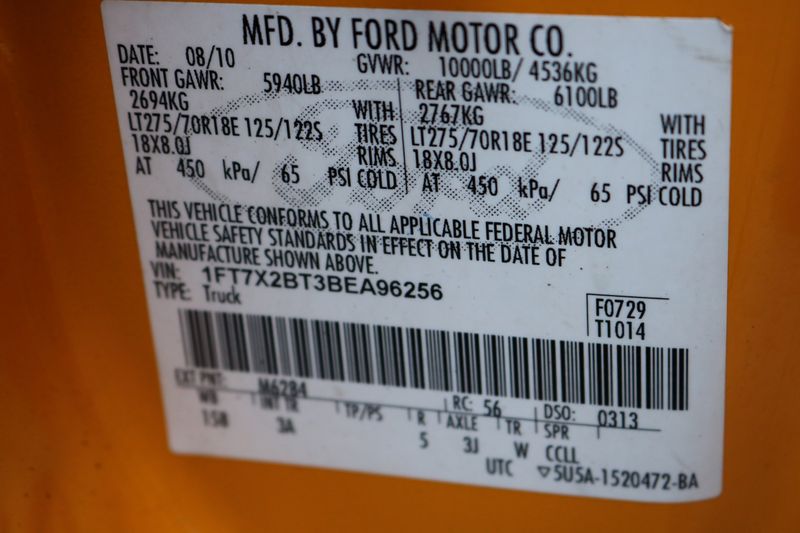 MFD. BY FORD MOTOR CO.
DATE: 08/10 GVWR: 10000LB/ 4536KG
FRONT GAWR: 5940LB REAR GAWR: 6100LB
2694KG WITH 2767KG WITH
LT275/70R18E 125/122S TIRES LT275/70R18E 125/122S TIRES
18X8.0J RIMS 18X8.0J RIMS
AT 450 kPa/ 65 PSI COLD AT 450 kPa/ 65 PSI COLD
THIS VEHICLE CONFORMS TO ALL APPLICABLE FEDERAL MOTOR
VEHICLE SAFETY STANDARDS IN EFFECT ON THE DATE OF
MANUFACTURE SHOWN ABOVE.
VIN: 1FT7X2BT3BEA96256
TYPE: Truck
F0729
T1014
EXT PNT: M6284 RC: 56 DSO: 0313
WB INT TR TP/PS R AXLE TR SPR
158 3A 5 3J W CCLL
UTC ▽5U5A-1520472-BA